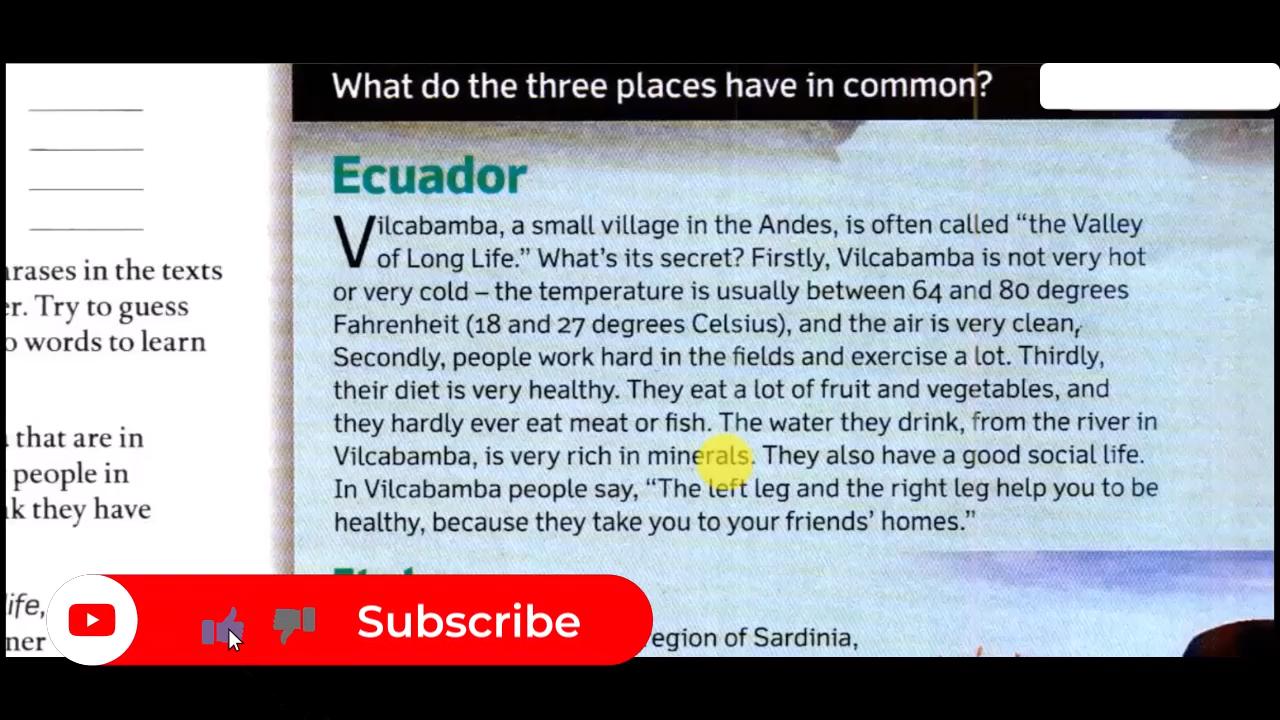 What do the three places have in common?
Ecuador
Vilcabamba, a small village in the Andes, is often called “the Valley
of Long Life.” What’s its secret? Firstly, Vilcabamba is not very hot
or very cold – the temperature is usually between 64 and 80 degrees
Fahrenheit (18 and 27 degrees Celsius), and the air is very clean,
Secondly, people work hard in the fields and exercise a lot. Thirdly,
their diet is very healthy. They eat a lot of fruit and vegetables, and
they hardly ever eat meat or fish. The water they drink, from the river in
Vilcabamba, is very rich in minerals. They also have a good social life.
In Vilcabamba people say, “The left leg and the right leg help you to be
healthy, because they take you to your friends’ homes.”
region of Sardinia,
in the texts
Try to guess
words to learn
that are in
people in
they have
life,
Subscribe